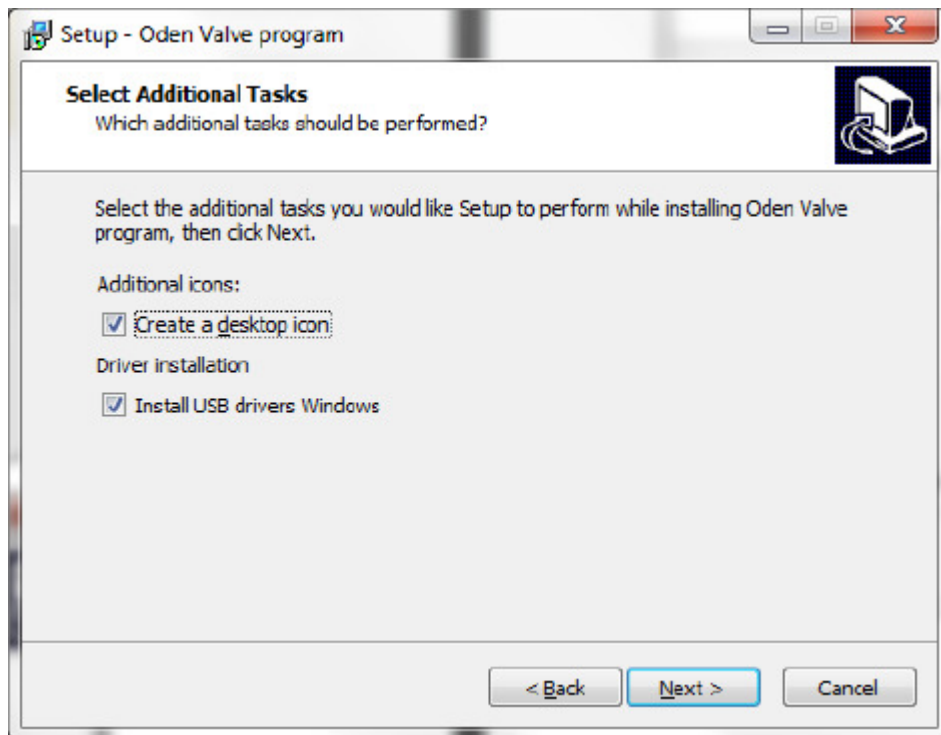 Setup - Oden Valve program
Select Additional Tasks
Which additional tasks should be performed?
Select the additional tasks you would like Setup to perform while installing Oden Valve
program, then click Next.
Additional icons:
Create a desktop icon
Driver installation
Install USB drivers Windows
< Back Next > Cancel